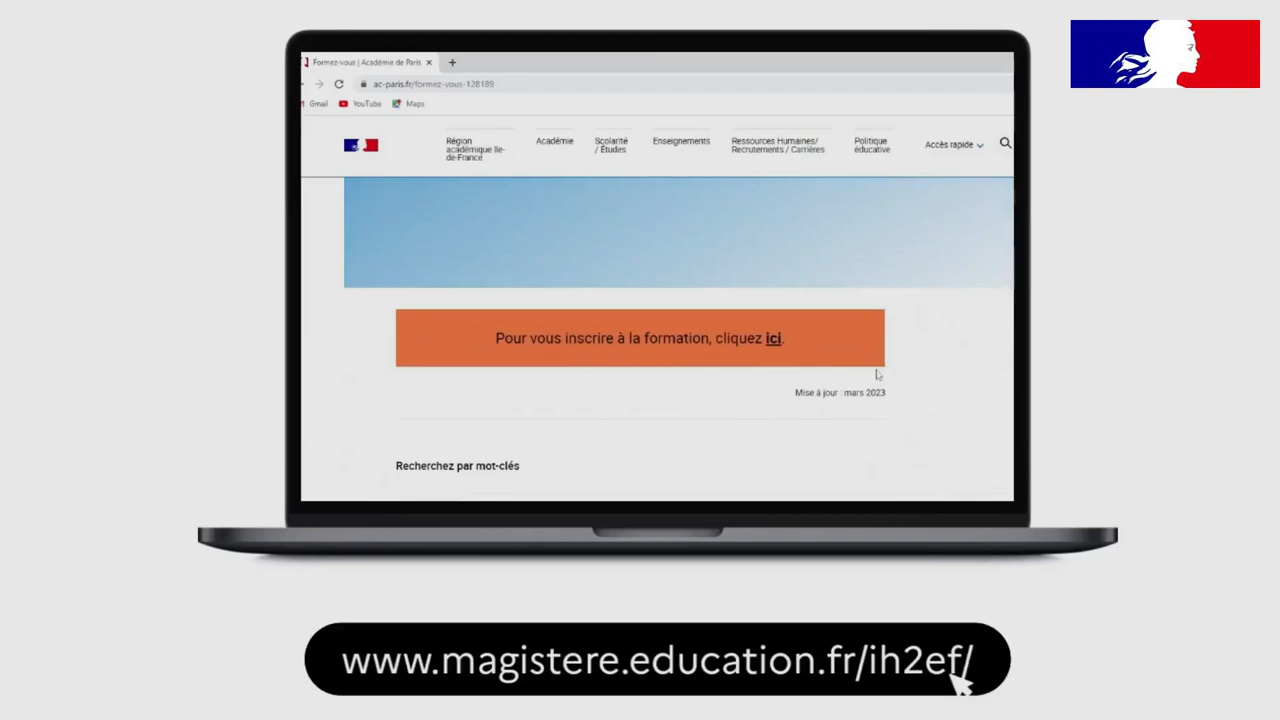 Formez-vous | Académie de Paris
ac-paris.fr/formez-vous-128189
Gmail YouTube Maps
Région académique Ile-de-France
Académie
Scolarité / Études
Enseignements
Ressources Humaines/ Recrutements / Carrières
Politique éducative
Accès rapide
Pour vous inscrire à la formation, cliquez ici.
Mise à jour : mars 2023
Recherchez par mot-clés
www.magistere.education.fr/ih2ef/